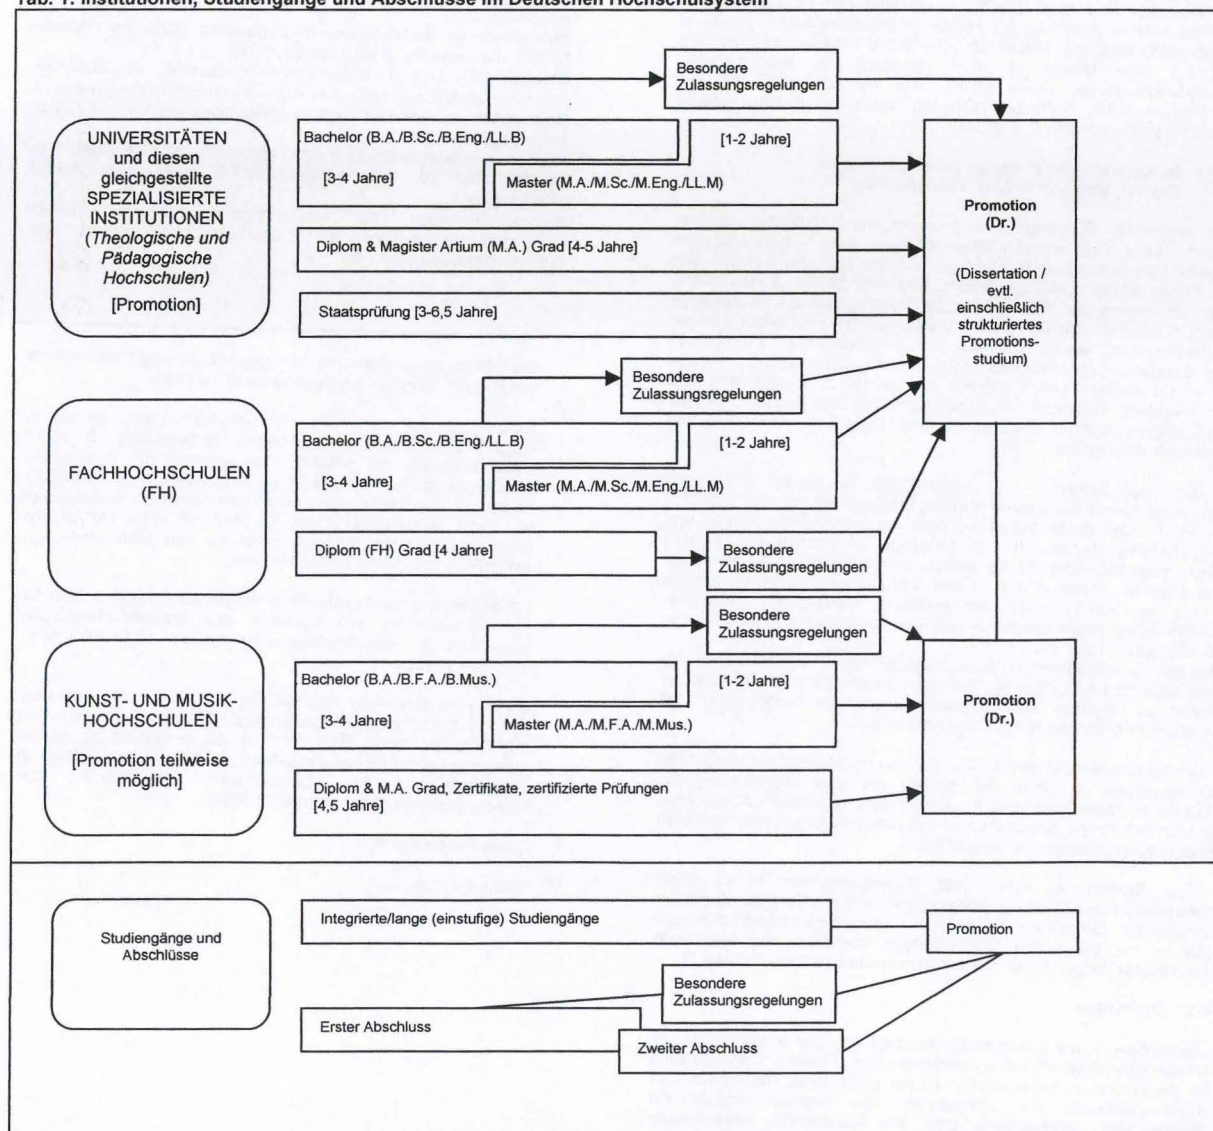 Tab. 1: Institutionen, Studiengänge und Abschlüsse im Deutschen Hochschulsystem
Besondere
Zulassungsregelungen
UNIVERSITÄTEN
und diesen
gleichgestellte
SPEZIALISIERTE
INSTITUTIONEN
(Theologische und
Pädagogische
Hochschulen)
[Promotion]
Bachelor (B.A./B.Sc./B.Eng./LL.B)
[1-2 Jahre]
[3-4 Jahre]
Master (M.A./M.Sc./M.Eng./LL.M)
Diplom & Magister Artium (M.A.) Grad [4-5 Jahre]
Staatsprüfung [3-6,5 Jahre]
Promotion
(Dr.)
(Dissertation /
evtl.
einschließlich
strukturiertes
Promotions-
studium)
Besondere
Zulassungsregelungen
FACHHOCHSCHULEN
(FH)
Bachelor (B.A./B.Sc./B.Eng./LL.B)
[1-2 Jahre]
[3-4 Jahre]
Master (M.A./M.Sc./M.Eng./LL.M)
Diplom (FH) Grad [4 Jahre]
Besondere
Zulassungsregelungen
Besondere
Zulassungsregelungen
KUNST- UND MUSIK-
HOCHSCHULEN
[Promotion teilweise
möglich]
Bachelor (B.A./B.F.A./B.Mus.)
[1-2 Jahre]
[3-4 Jahre]
Master (M.A./M.F.A./M.Mus.)
Diplom & M.A. Grad, Zertifikate, zertifizierte Prüfungen
[4,5 Jahre]
Promotion
(Dr.)
Studiengänge und
Abschlüsse
Integrierte/lange (einstufige) Studiengänge
Promotion
Besondere
Zulassungsregelungen
Erster Abschluss
Zweiter Abschluss